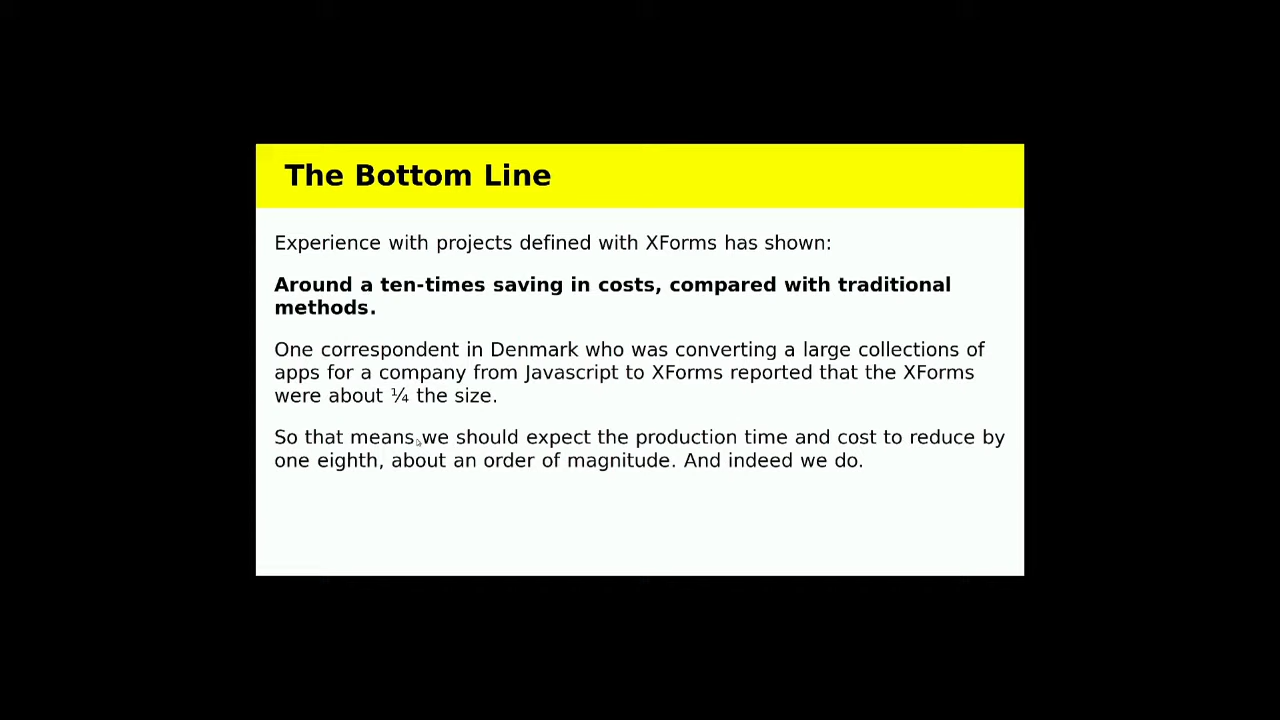 The Bottom Line
Experience with projects defined with XForms has shown:
Around a ten-times saving in costs, compared with traditional
methods.
One correspondent in Denmark who was converting a large collections of
apps for a company from Javascript to XForms reported that the XForms
were about ¼ the size.
So that means we should expect the production time and cost to reduce by
one eighth, about an order of magnitude. And indeed we do.